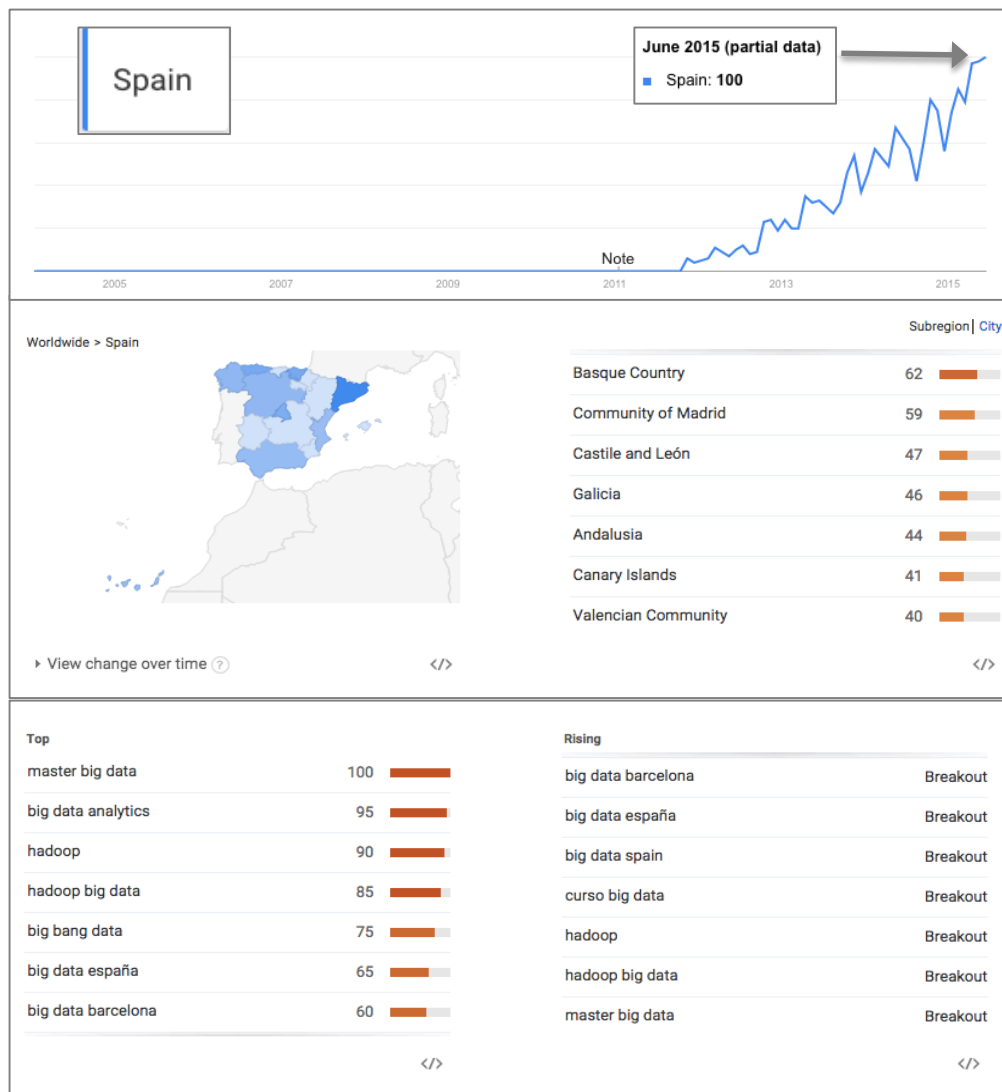 Spain
June 2015 (partial data)
Spain: 100
Note
2005 2007 2009 2011 2013 2015
Subregion | City
Worldwide > Spain
Basque Country 62
Community of Madrid 59
Castile and León 47
Galicia 46
Andalusia 44
Canary Islands 41
Valencian Community 40
View change over time ? </> </>
Top
master big data 100
big data analytics 95
hadoop 90
hadoop big data 85
big bang data 75
big data españa 65
big data barcelona 60
</>
Rising
big data barcelona Breakout
big data españa Breakout
big data spain Breakout
curso big data Breakout
hadoop Breakout
hadoop big data Breakout
master big data Breakout
</>